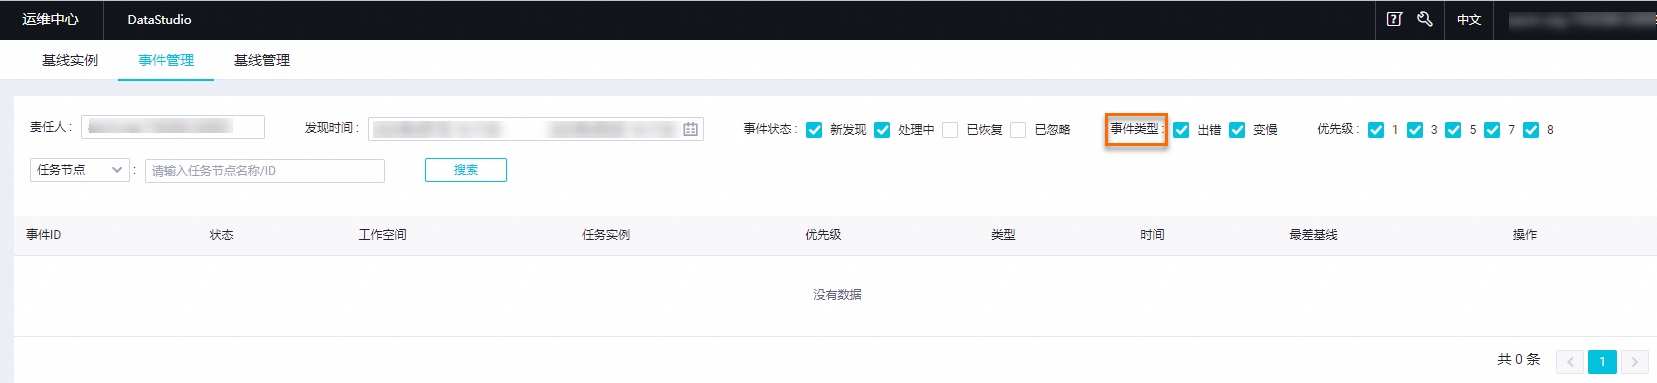 运维中心 DataStudio 中文
基线实例 事件管理 基线管理
责任人： 发现时间： 事件状态： 新发现 处理中 已恢复 已忽略 事件类型： 出错 变慢 优先级： 1 3 5 7 8
任务节点 ： 请输入任务节点名称/ID 搜索
事件ID 状态 工作空间 任务实例 优先级 类型 时间 最差基线 操作
没有数据
共 0 条 1